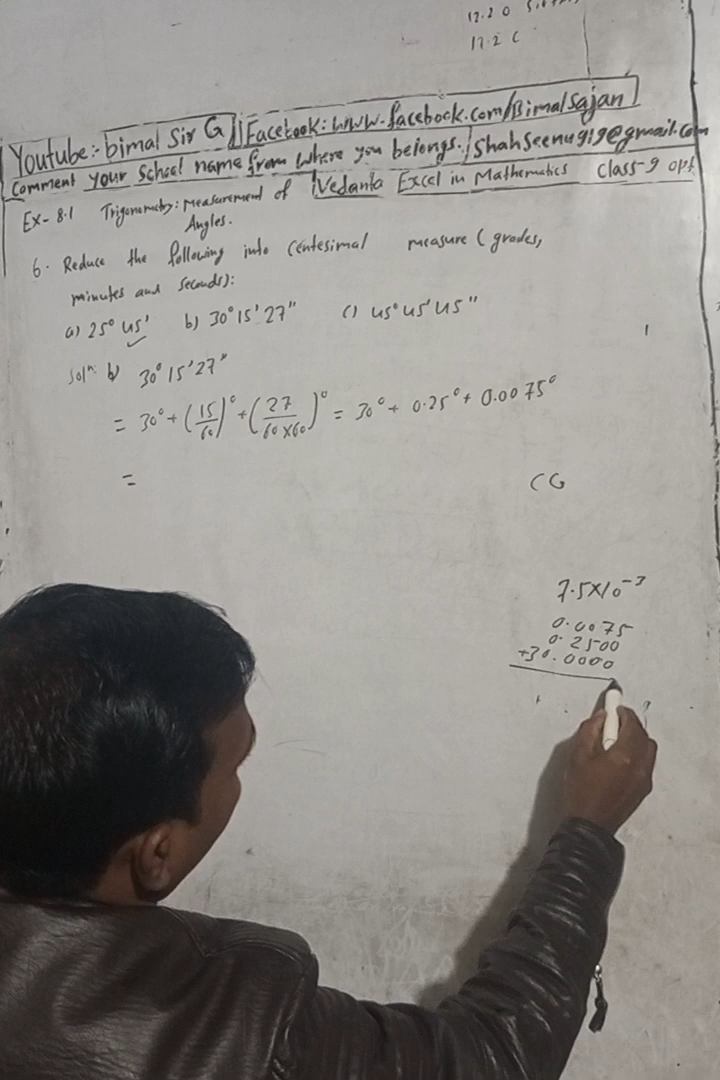 12.2 0
12.2 C
Youtube:- bimal Sir G || Facebook: www.facebook.com/Bimalsajan
Comment your School name from where you belongs. / Shahseenu919@gmail.com
Ex- 8.1 Trigonometry: Measurement of Angles. Vedanta Excel in Mathematics Class-9 opt
6. Reduce the following into Centesimal measure (grades,
minutes and seconds):
a) 25° 45' b) 30° 15' 27" c) 45° 45' 45"
Solⁿ: b) 30° 15' 27"
= 30° + (15/60)° + (27/60×60)° = 30° + 0.25° + 0.0075°
= CG
7.5×10⁻³
0.0075
0.2500
+30.0000